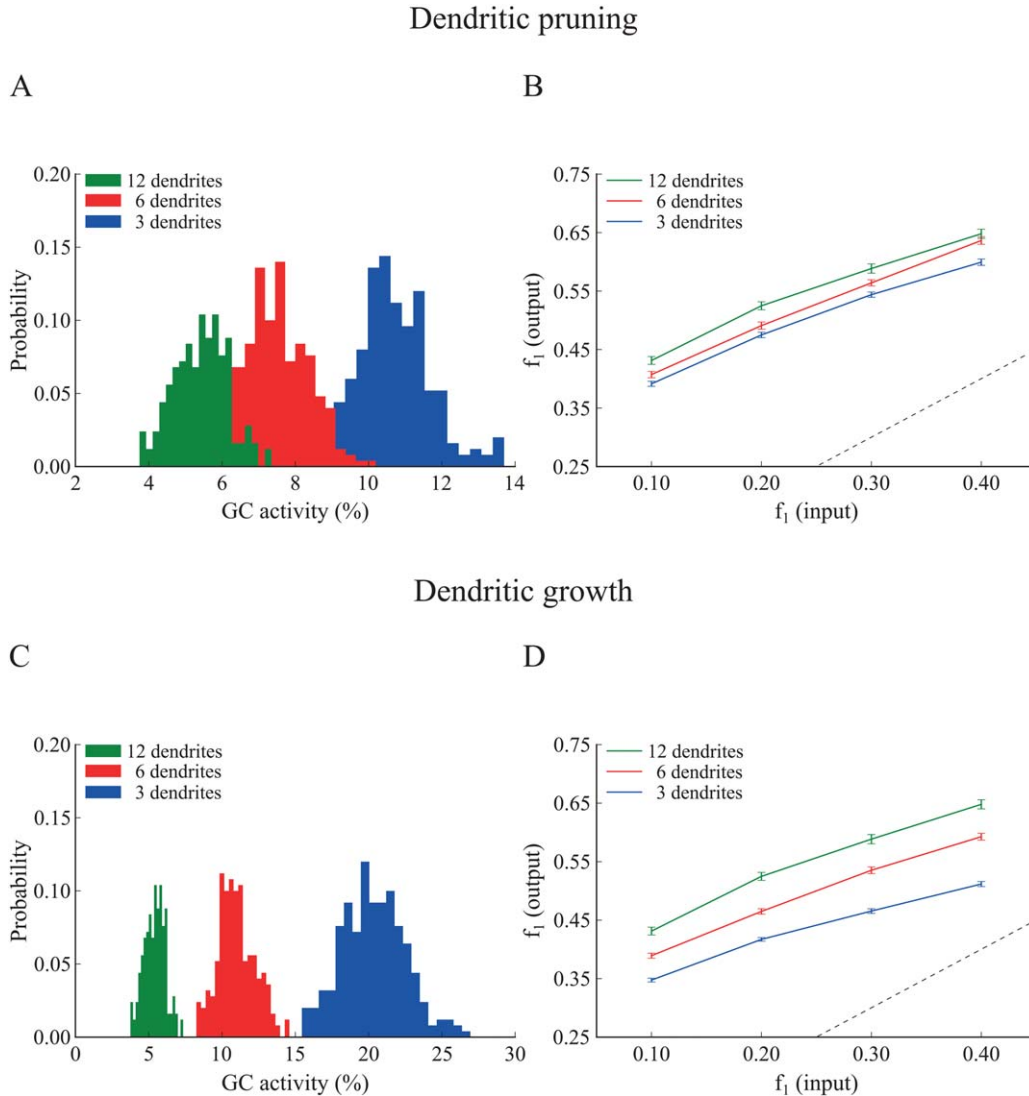 Dendritic pruning
A
B
12 dendrites
6 dendrites
3 dendrites
0.20
0.15
0.10
0.05
0.00
Probability
2 4 6 8 10 12 14
GC activity (%)
12 dendrites
6 dendrites
3 dendrites
0.75
0.65
0.55
0.45
0.35
0.25
f₁ (output)
0.10 0.20 0.30 0.40
f₁ (input)
Dendritic growth
C
D
12 dendrites
6 dendrites
3 dendrites
0.20
0.15
0.10
0.05
0.00
Probability
0 5 10 15 20 25 30
GC activity (%)
12 dendrites
6 dendrites
3 dendrites
0.75
0.65
0.55
0.45
0.35
0.25
f₁ (output)
0.10 0.20 0.30 0.40
f₁ (input)